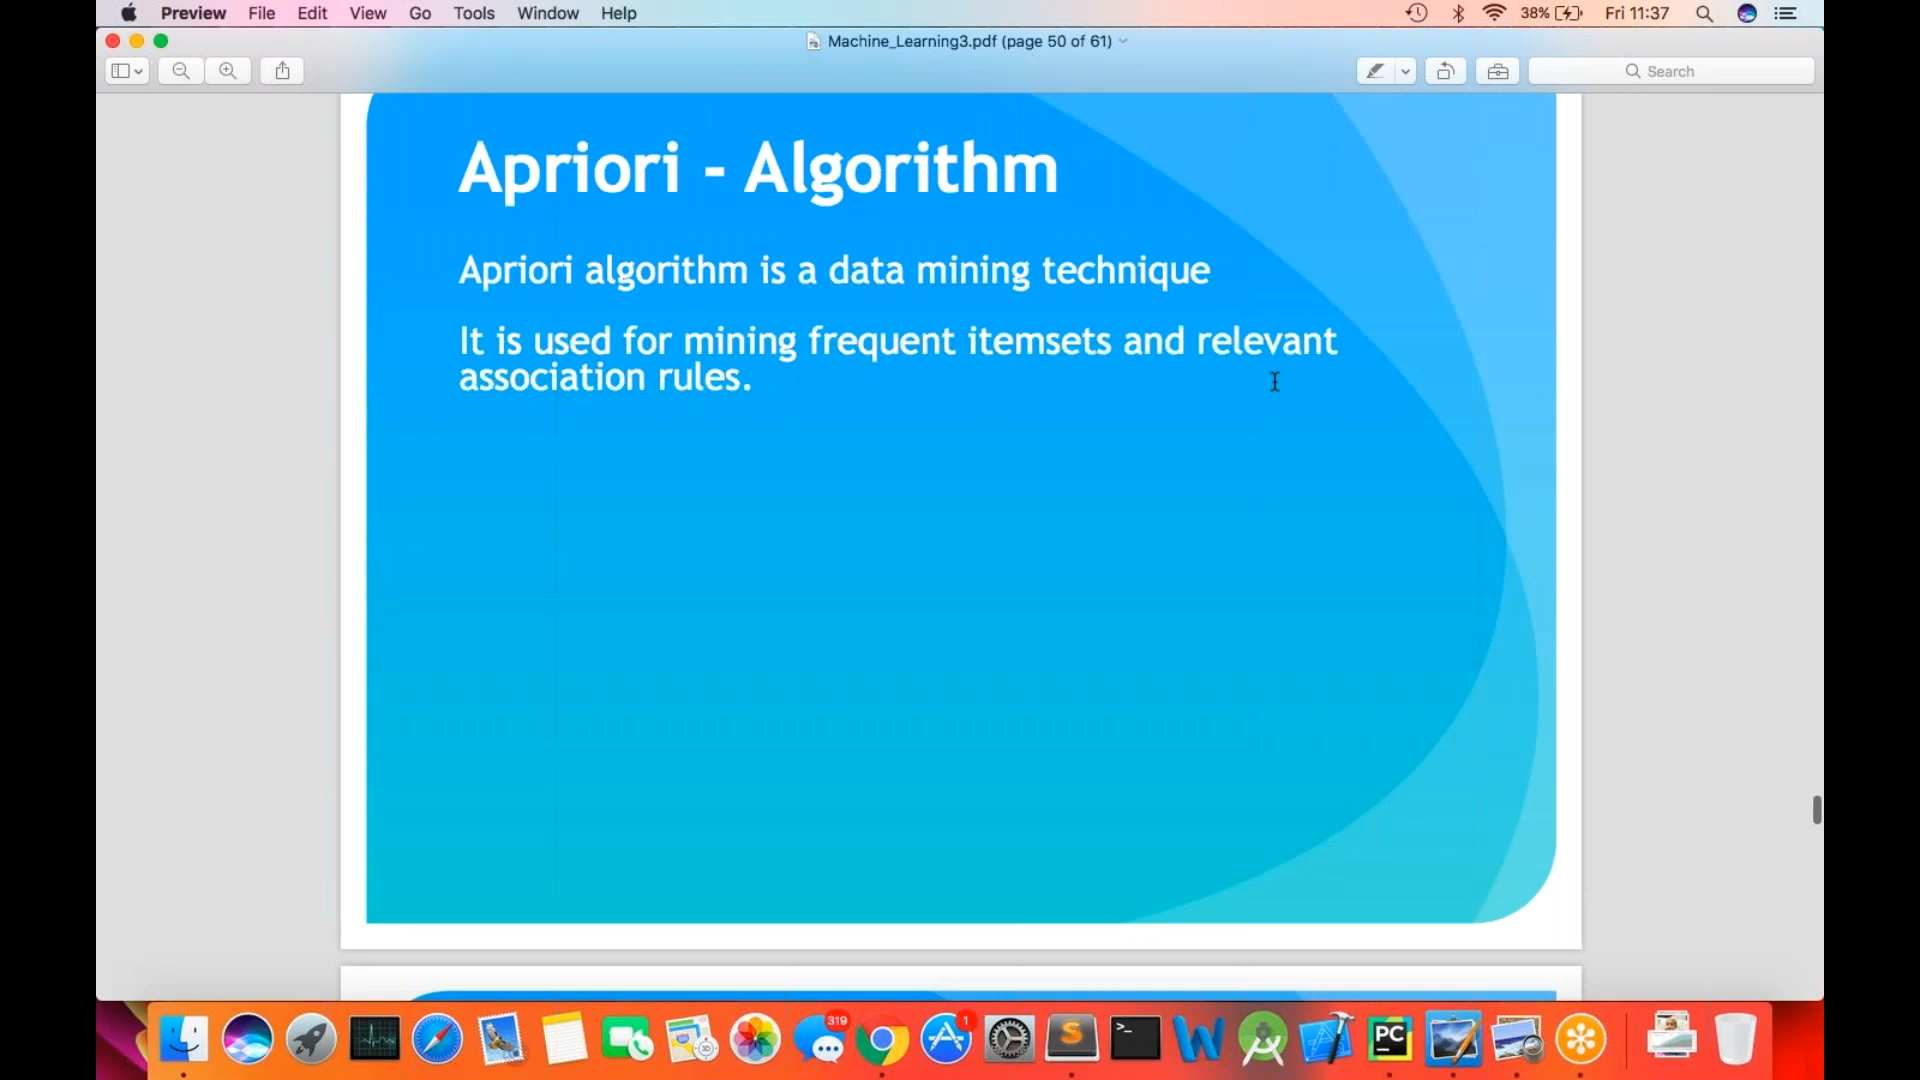 Preview File Edit View Go Tools Window Help 38% Fri 11:37
Machine_Learning3.pdf (page 50 of 61)
Search
Apriori - Algorithm
Apriori algorithm is a data mining technique
It is used for mining frequent itemsets and relevant
association rules.
319
1
3D
S
>_
W
PC